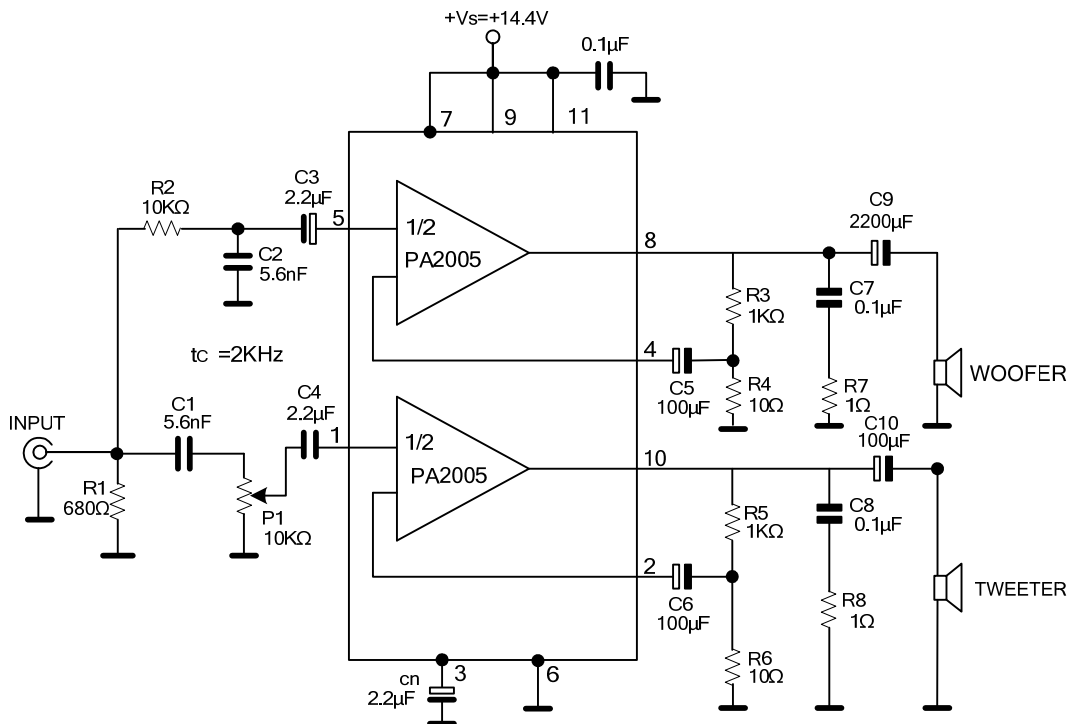 +Vs=+14.4V
0.1µF
7
9
11
R2
10KΩ
C3
2.2µF
5
1/2
PA2005
8
C9
2200µF
C2
5.6nF
R3
1KΩ
C7
0.1µF
tc =2KHz
4
C5
100µF
R4
10Ω
R7
1Ω
WOOFER
INPUT
C1
5.6nF
C4
2.2µF
1
1/2
PA2005
10
C10
100µF
R1
680Ω
P1
10KΩ
R5
1KΩ
C8
0.1µF
2
C6
100µF
R8
1Ω
TWEETER
R6
10Ω
cn
2.2µF
3
6